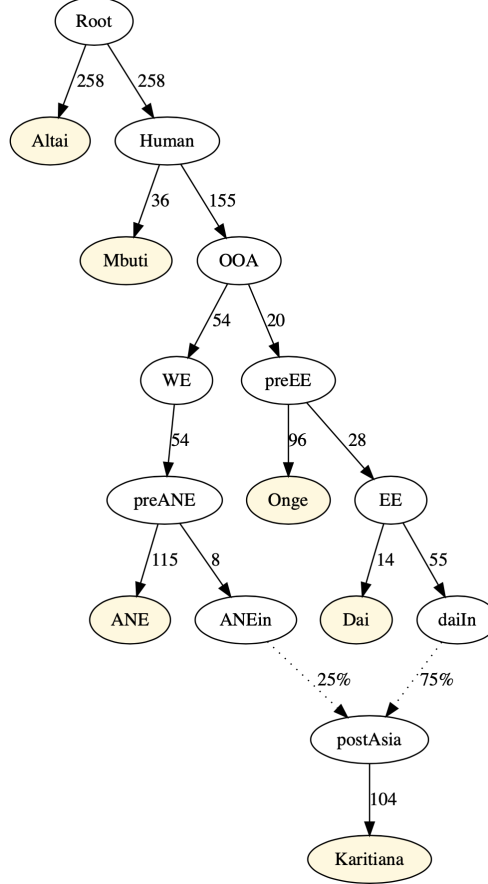 Root
258 258
Altai Human
36 155
Mbuti OOA
54 20
WE preEE
54 96 28
preANE Onge EE
115 8 14 55
ANE ANEin Dai daiIn
25% 75%
postAsia
104
Karitiana